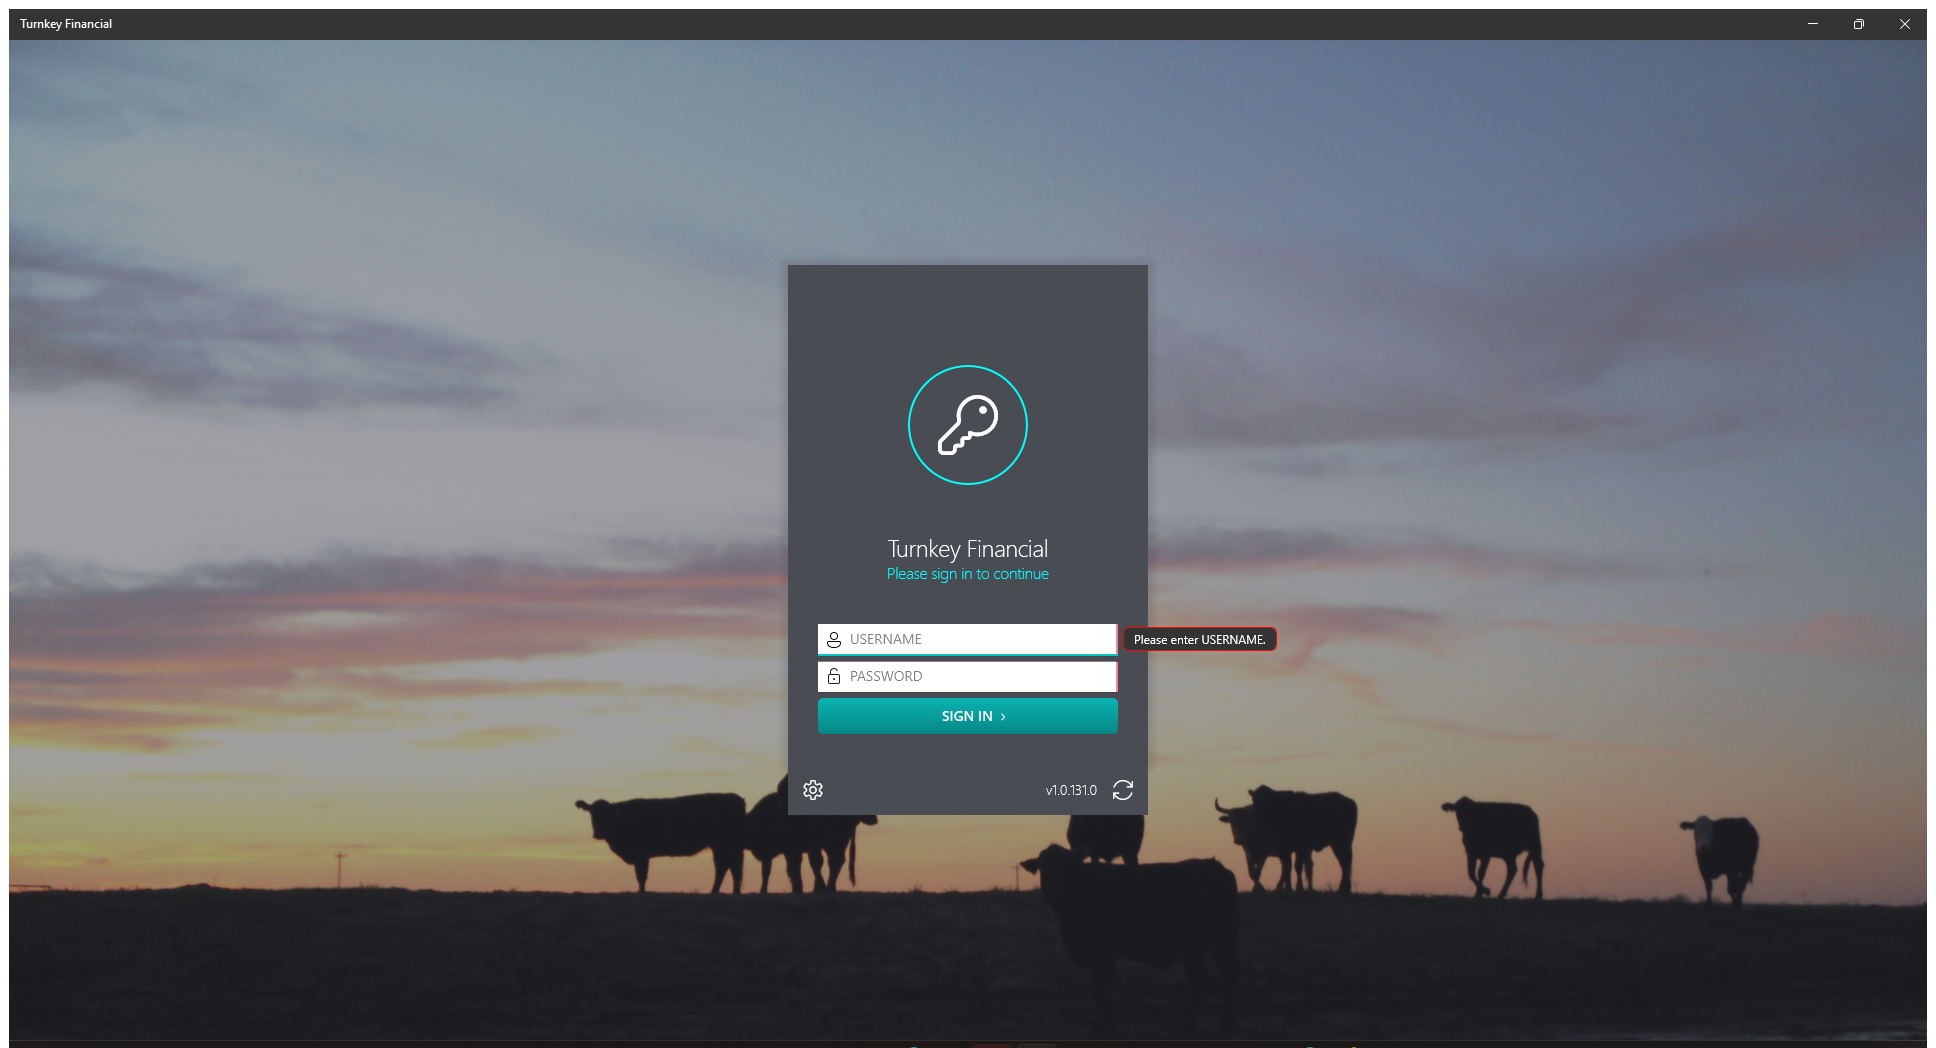 Turnkey Financial
Turnkey Financial
Please sign in to continue
USERNAME
Please enter USERNAME.
PASSWORD
SIGN IN ›
v1.0.131.0